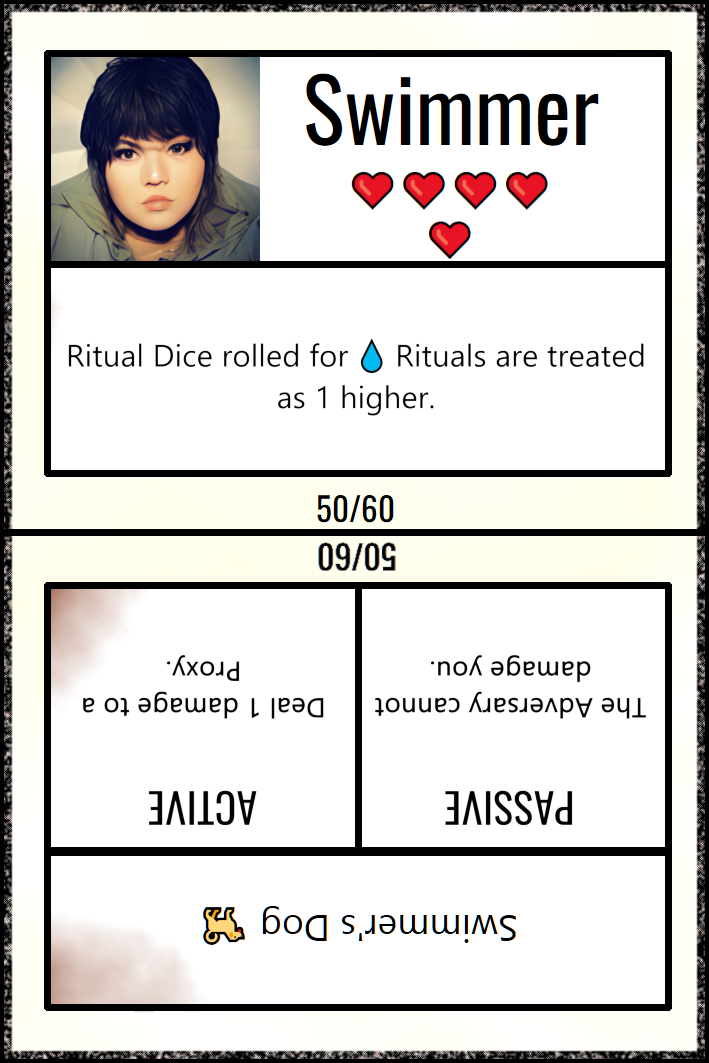 Swimmer
Ritual Dice rolled for 💧 Rituals are treated
as 1 higher.
50/60
50/60
Swimmer's Dog
PASSIVE
The Adversary cannot
damage you.
ACTIVE
Deal 1 damage to a
Proxy.